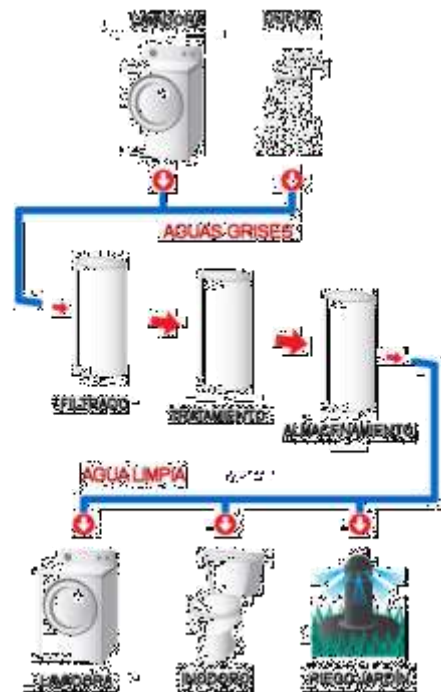 LAVADORA
AGUAS GRISES
FILTRADO
TRATAMIENTO
ALMACENAMIENTO
AGUA LIMPIA
LAVADORA
INODORO
RIEGO JARDÍN